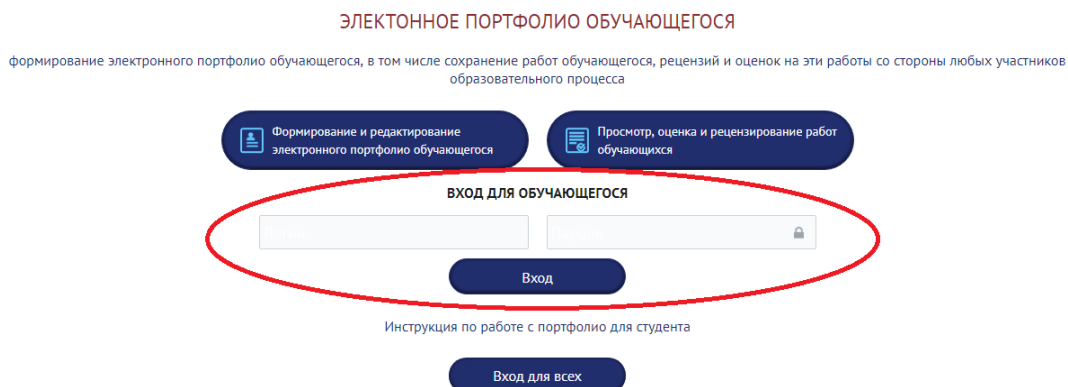 ЭЛЕКТОННОЕ ПОРТФОЛИО ОБУЧАЮЩЕГОСЯ
формирование электронного портфолио обучающегося, в том числе сохранение работ обучающегося, рецензий и оценок на эти работы со стороны любых участников
образовательного процесса
Формирование и редактирование
электронного портфолио обучающегося
Просмотр, оценка и рецензирование работ
обучающихся
ВХОД ДЛЯ ОБУЧАЮЩЕГОСЯ
Логин
Пароль
Вход
Инструкция по работе с портфолио для студента
Вход для всех